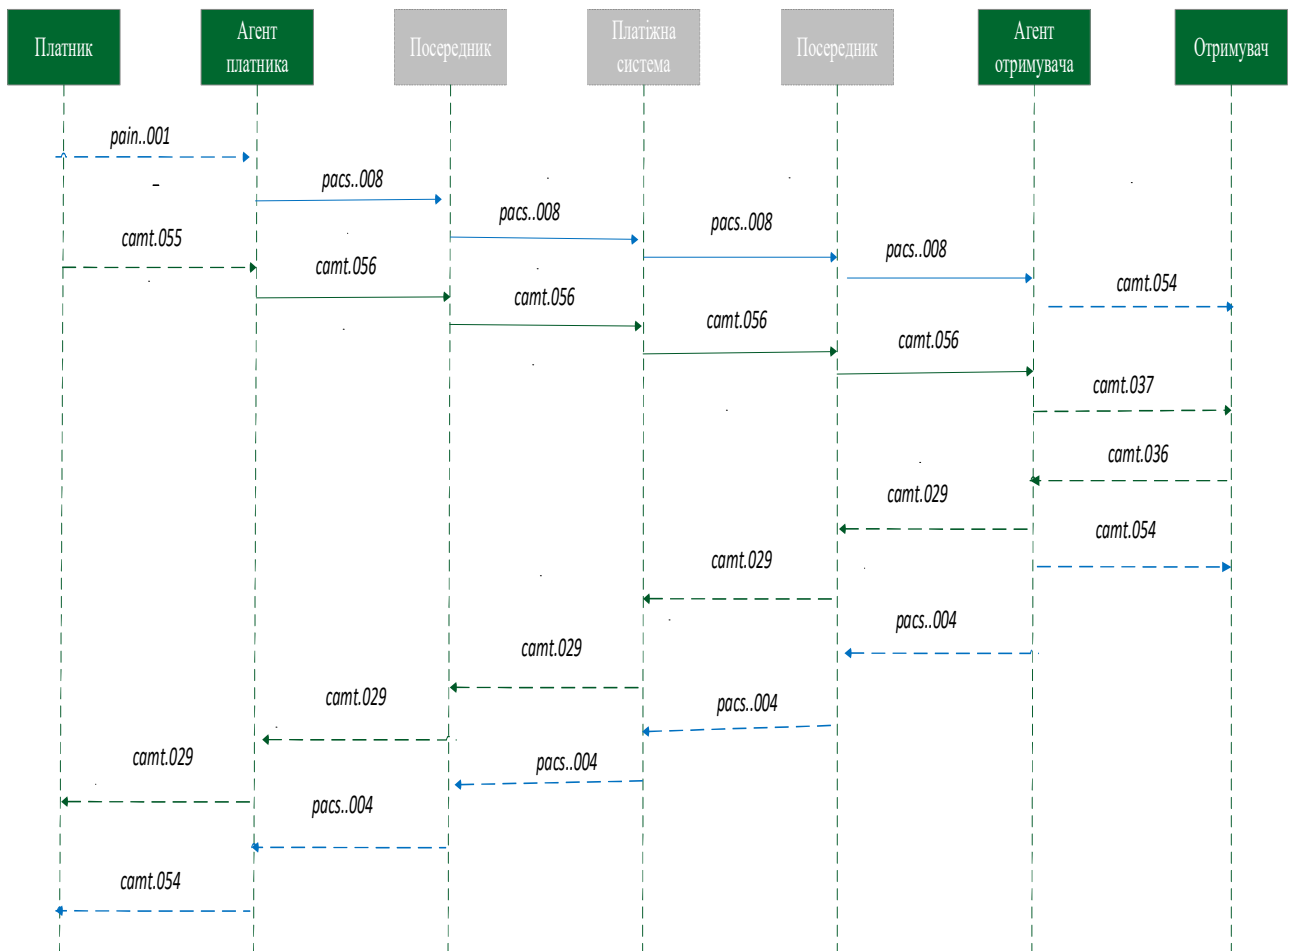 Платник
Агент
платника
Посередник
Платіжна
система
Посередник
Агент
отримувача
Отримувач
pain..001
pacs..008
pacs..008
pacs..008
pacs..008
camt.055
camt.056
camt.056
camt.056
camt.056
camt.054
camt.037
camt.036
camt.029
camt.054
camt.029
pacs..004
camt.029
camt.029
pacs..004
camt.029
pacs..004
pacs..004
camt.054